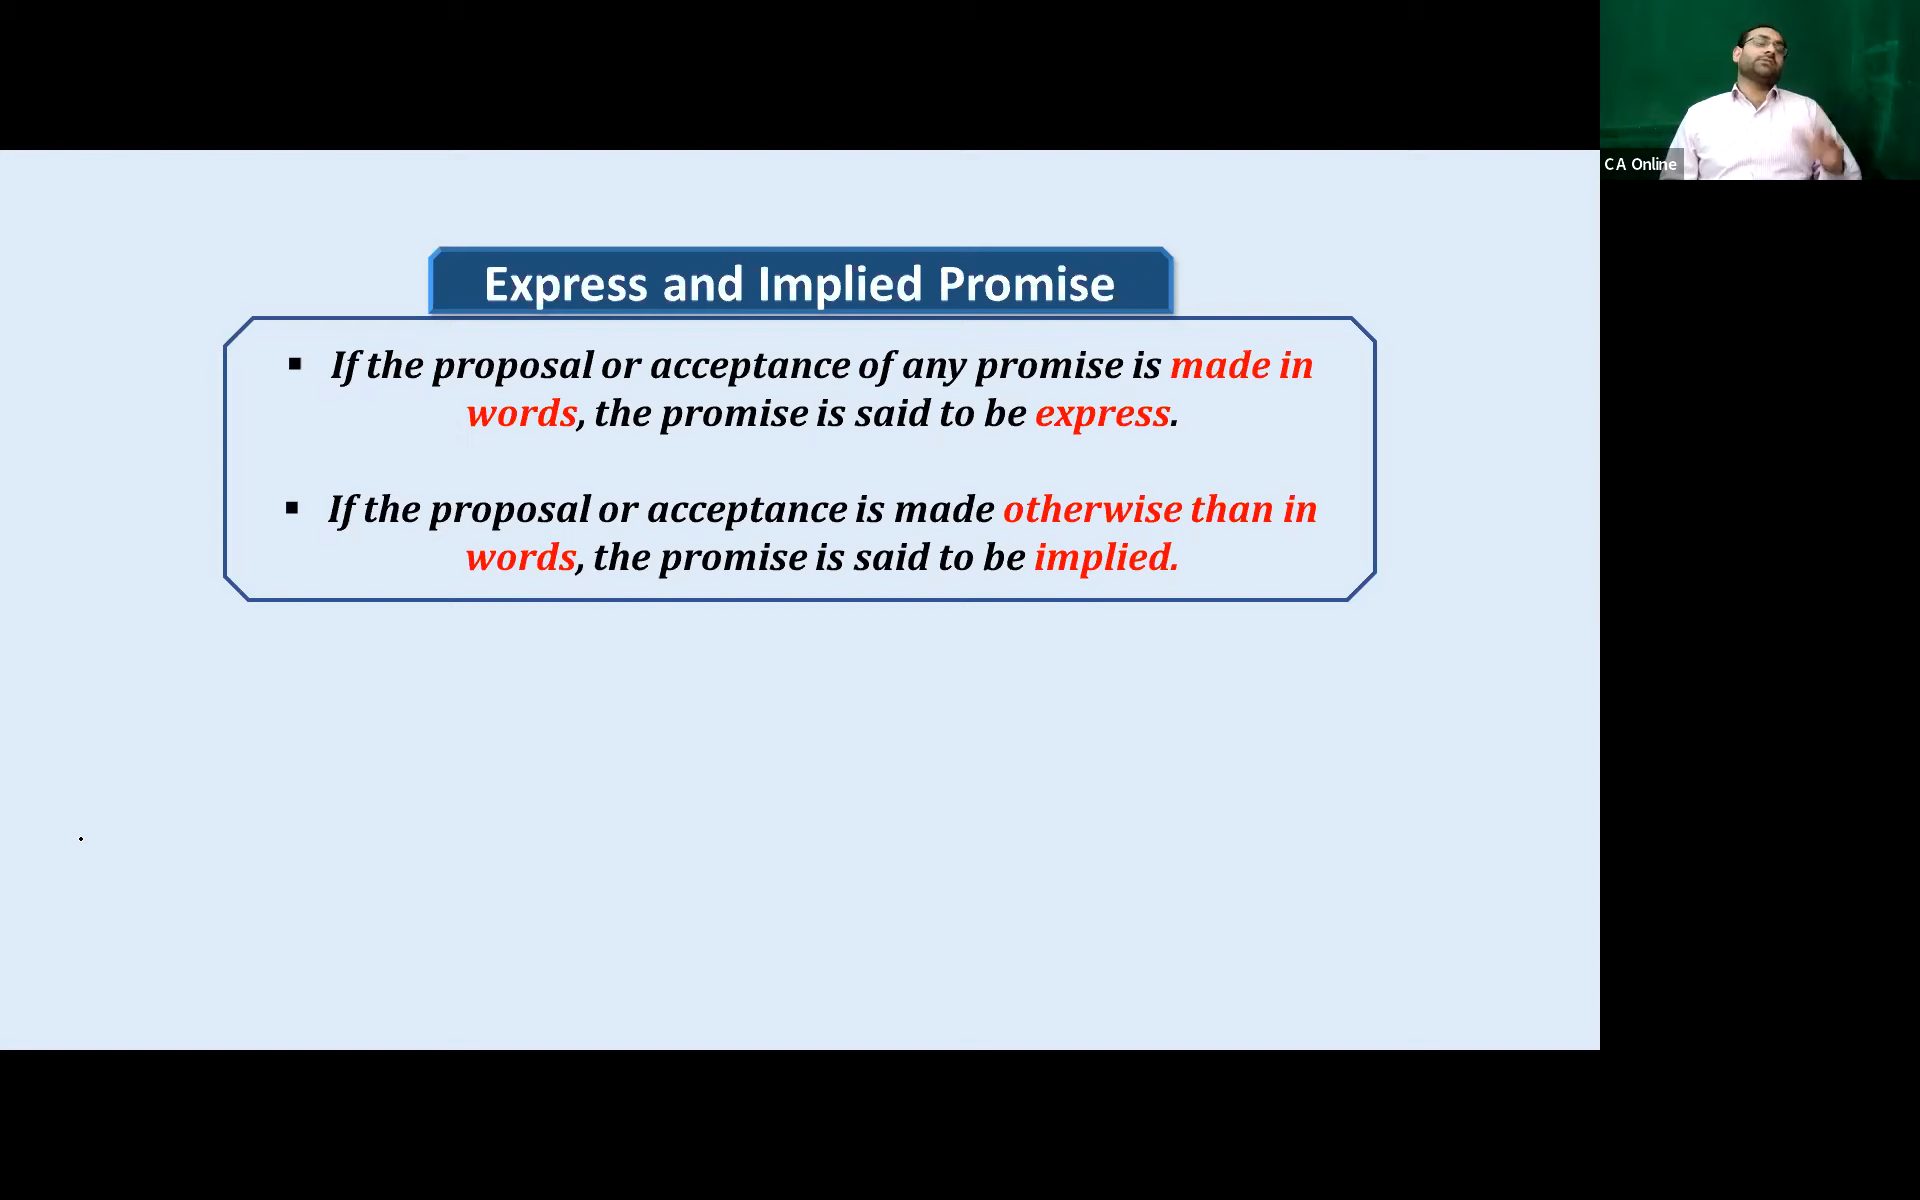 C A Online
Express and Implied Promise
▪ If the proposal or acceptance of any promise is made in
words, the promise is said to be express.
▪ If the proposal or acceptance is made otherwise than in
words, the promise is said to be implied.